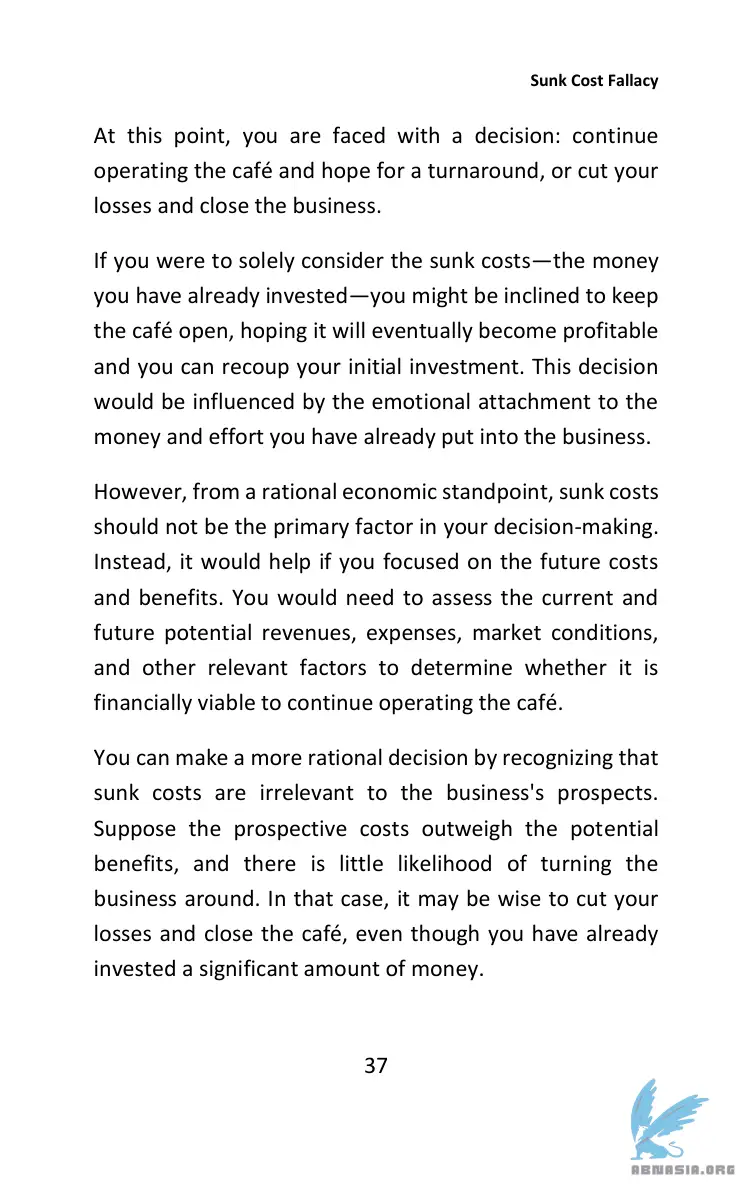 Sunk Cost Fallacy
At this point, you are faced with a decision: continue
operating the café and hope for a turnaround, or cut your
losses and close the business.
If you were to solely consider the sunk costs—the money
you have already invested—you might be inclined to keep
the café open, hoping it will eventually become profitable
and you can recoup your initial investment. This decision
would be influenced by the emotional attachment to the
money and effort you have already put into the business.
However, from a rational economic standpoint, sunk costs
should not be the primary factor in your decision-making.
Instead, it would help if you focused on the future costs
and benefits. You would need to assess the current and
future potential revenues, expenses, market conditions,
and other relevant factors to determine whether it is
financially viable to continue operating the café.
You can make a more rational decision by recognizing that
sunk costs are irrelevant to the business's prospects.
Suppose the prospective costs outweigh the potential
benefits, and there is little likelihood of turning the
business around. In that case, it may be wise to cut your
losses and close the café, even though you have already
invested a significant amount of money.
37
ABNASIA.ORG